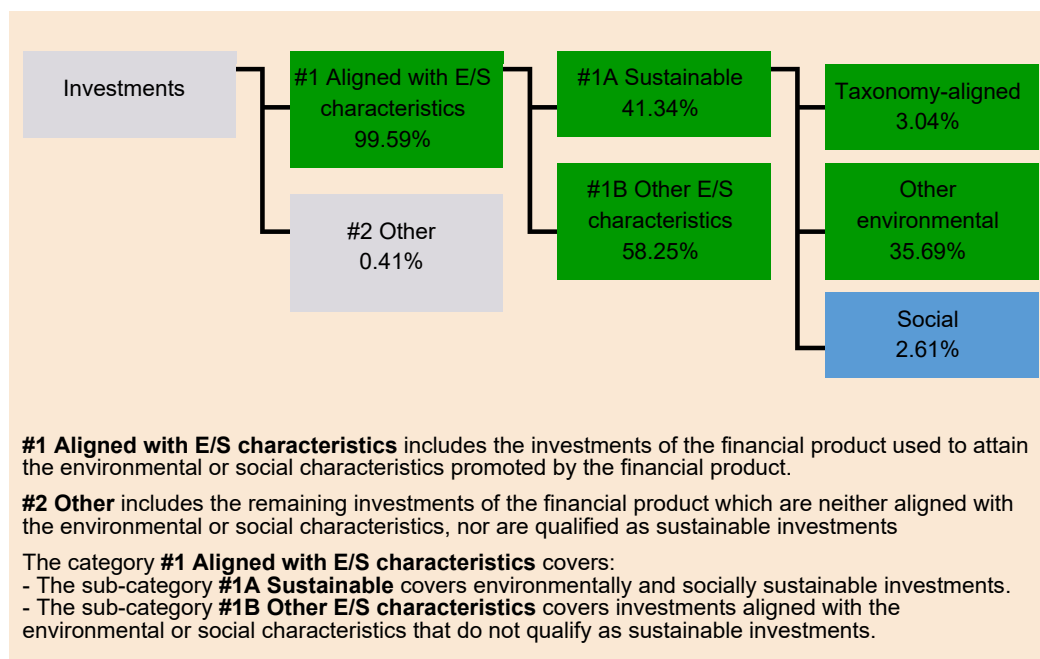 Investments
#1 Aligned with E/S
characteristics
99.59%
#2 Other
0.41%
#1A Sustainable
41.34%
#1B Other E/S
characteristics
58.25%
Taxonomy-aligned
3.04%
Other
environmental
35.69%
Social
2.61%
#1 Aligned with E/S characteristics includes the investments of the financial product used to attain
the environmental or social characteristics promoted by the financial product.
#2 Other includes the remaining investments of the financial product which are neither aligned with
the environmental or social characteristics, nor are qualified as sustainable investments
The category #1 Aligned with E/S characteristics covers:
- The sub-category #1A Sustainable covers environmentally and socially sustainable investments.
- The sub-category #1B Other E/S characteristics covers investments aligned with the
environmental or social characteristics that do not qualify as sustainable investments.